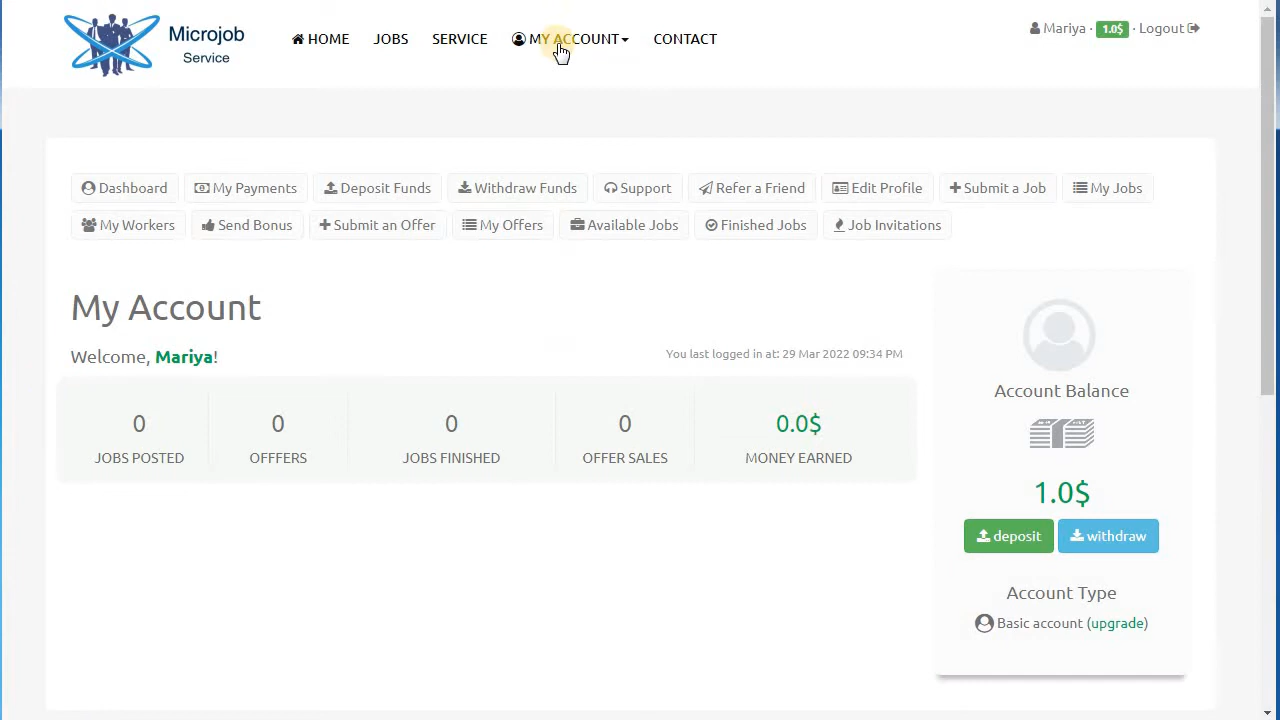 Microjob
Service
HOME JOBS SERVICE MY ACCOUNT CONTACT
Mariya · 1.0$ · Logout
Dashboard My Payments Deposit Funds Withdraw Funds Support Refer a Friend Edit Profile Submit a Job My Jobs
My Workers Send Bonus Submit an Offer My Offers Available Jobs Finished Jobs Job Invitations
My Account
Welcome, Mariya!
You last logged in at: 29 Mar 2022 09:34 PM
0 0 0 0 0.0$
JOBS POSTED OFFFERS JOBS FINISHED OFFER SALES MONEY EARNED
Account Balance
1.0$
deposit withdraw
Account Type
Basic account (upgrade)